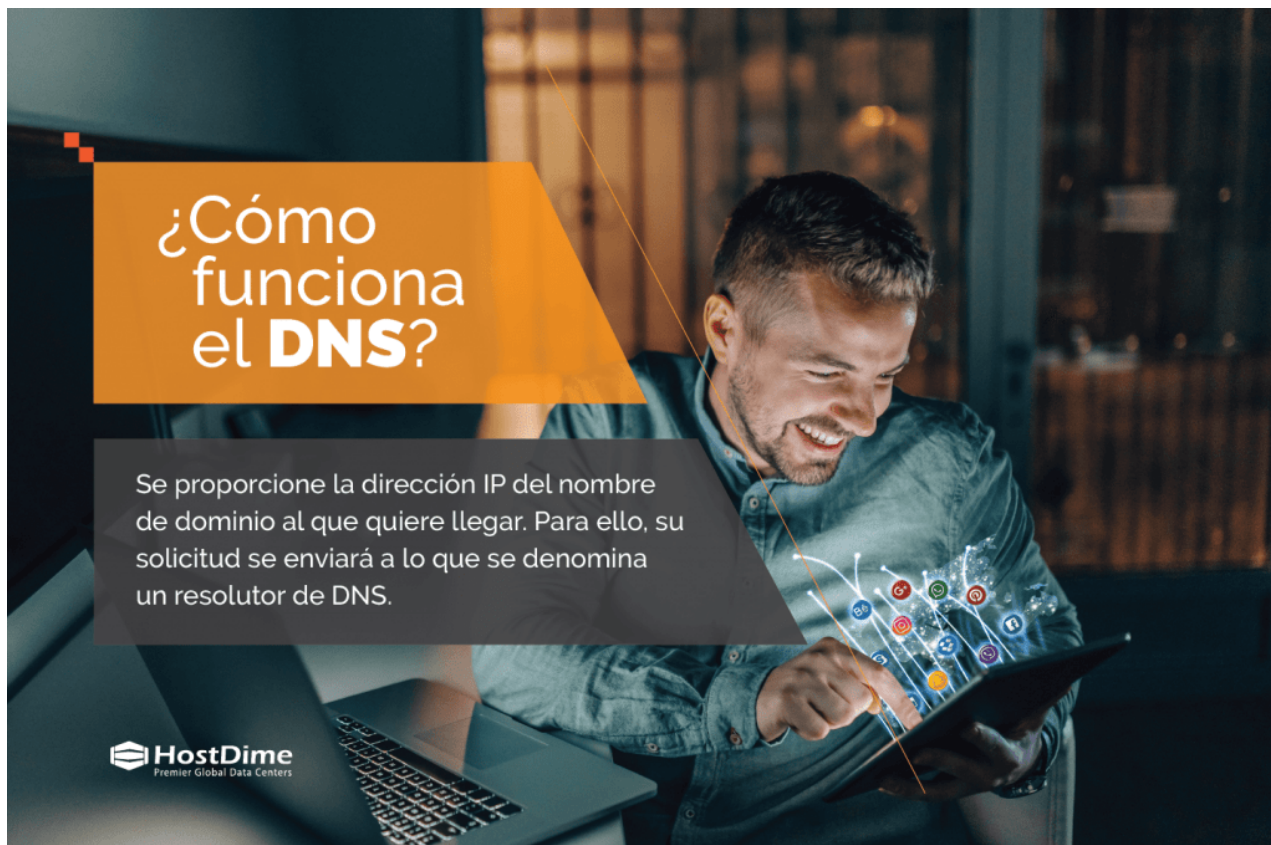 ¿Cómo
funciona
el DNS?
Se proporcione la dirección IP del nombre
de dominio al que quiere llegar. Para ello, su
solicitud se enviará a lo que se denomina
un resolutor de DNS.
HostDime
Premier Global Data Centers